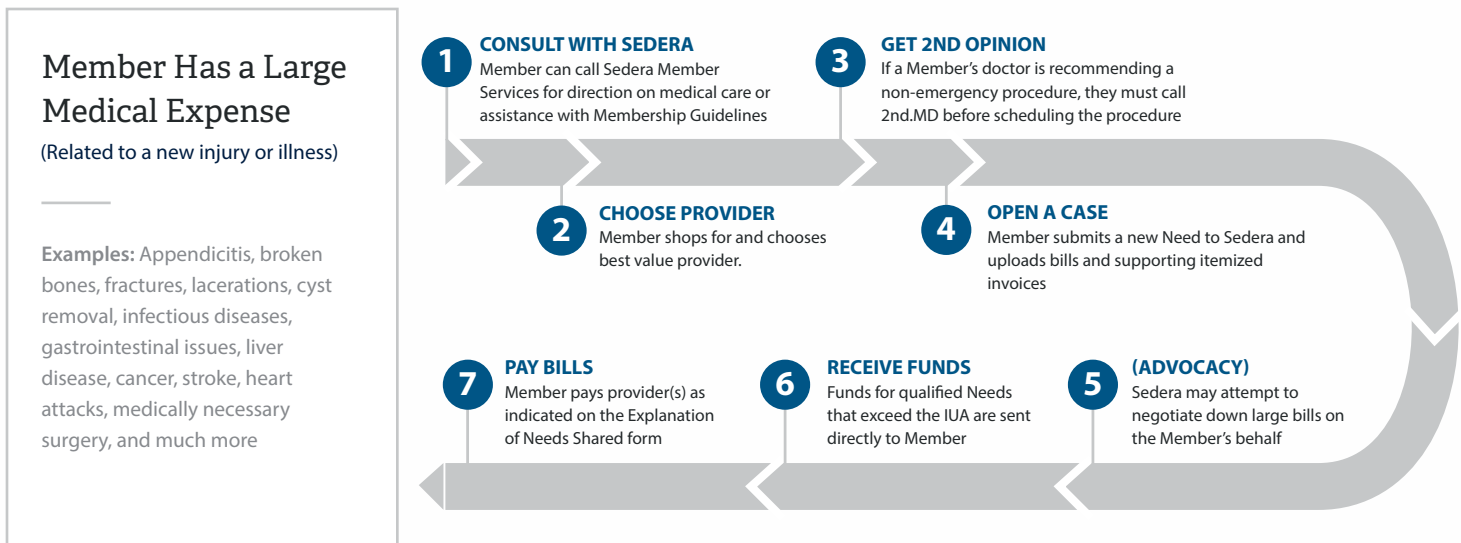 Member Has a Large
Medical Expense
(Related to a new injury or illness)
Examples: Appendicitis, broken
bones, fractures, lacerations, cyst
removal, infectious diseases,
gastrointestinal issues, liver
disease, cancer, stroke, heart
attacks, medically necessary
surgery, and much more
1
CONSULT WITH SEDERA
Member can call Sedera Member
Services for direction on medical care or
assistance with Membership Guidelines
2
CHOOSE PROVIDER
Member shops for and chooses
best value provider.
3
GET 2ND OPINION
If a Member’s doctor is recommending a
non-emergency procedure, they must call
2nd.MD before scheduling the procedure
4
OPEN A CASE
Member submits a new Need to Sedera and
uploads bills and supporting itemized
invoices
5
(ADVOCACY)
Sedera may attempt to
negotiate down large bills on
the Member’s behalf
6
RECEIVE FUNDS
Funds for qualified Needs
that exceed the IUA are sent
directly to Member
7
PAY BILLS
Member pays provider(s) as
indicated on the Explanation
of Needs Shared form